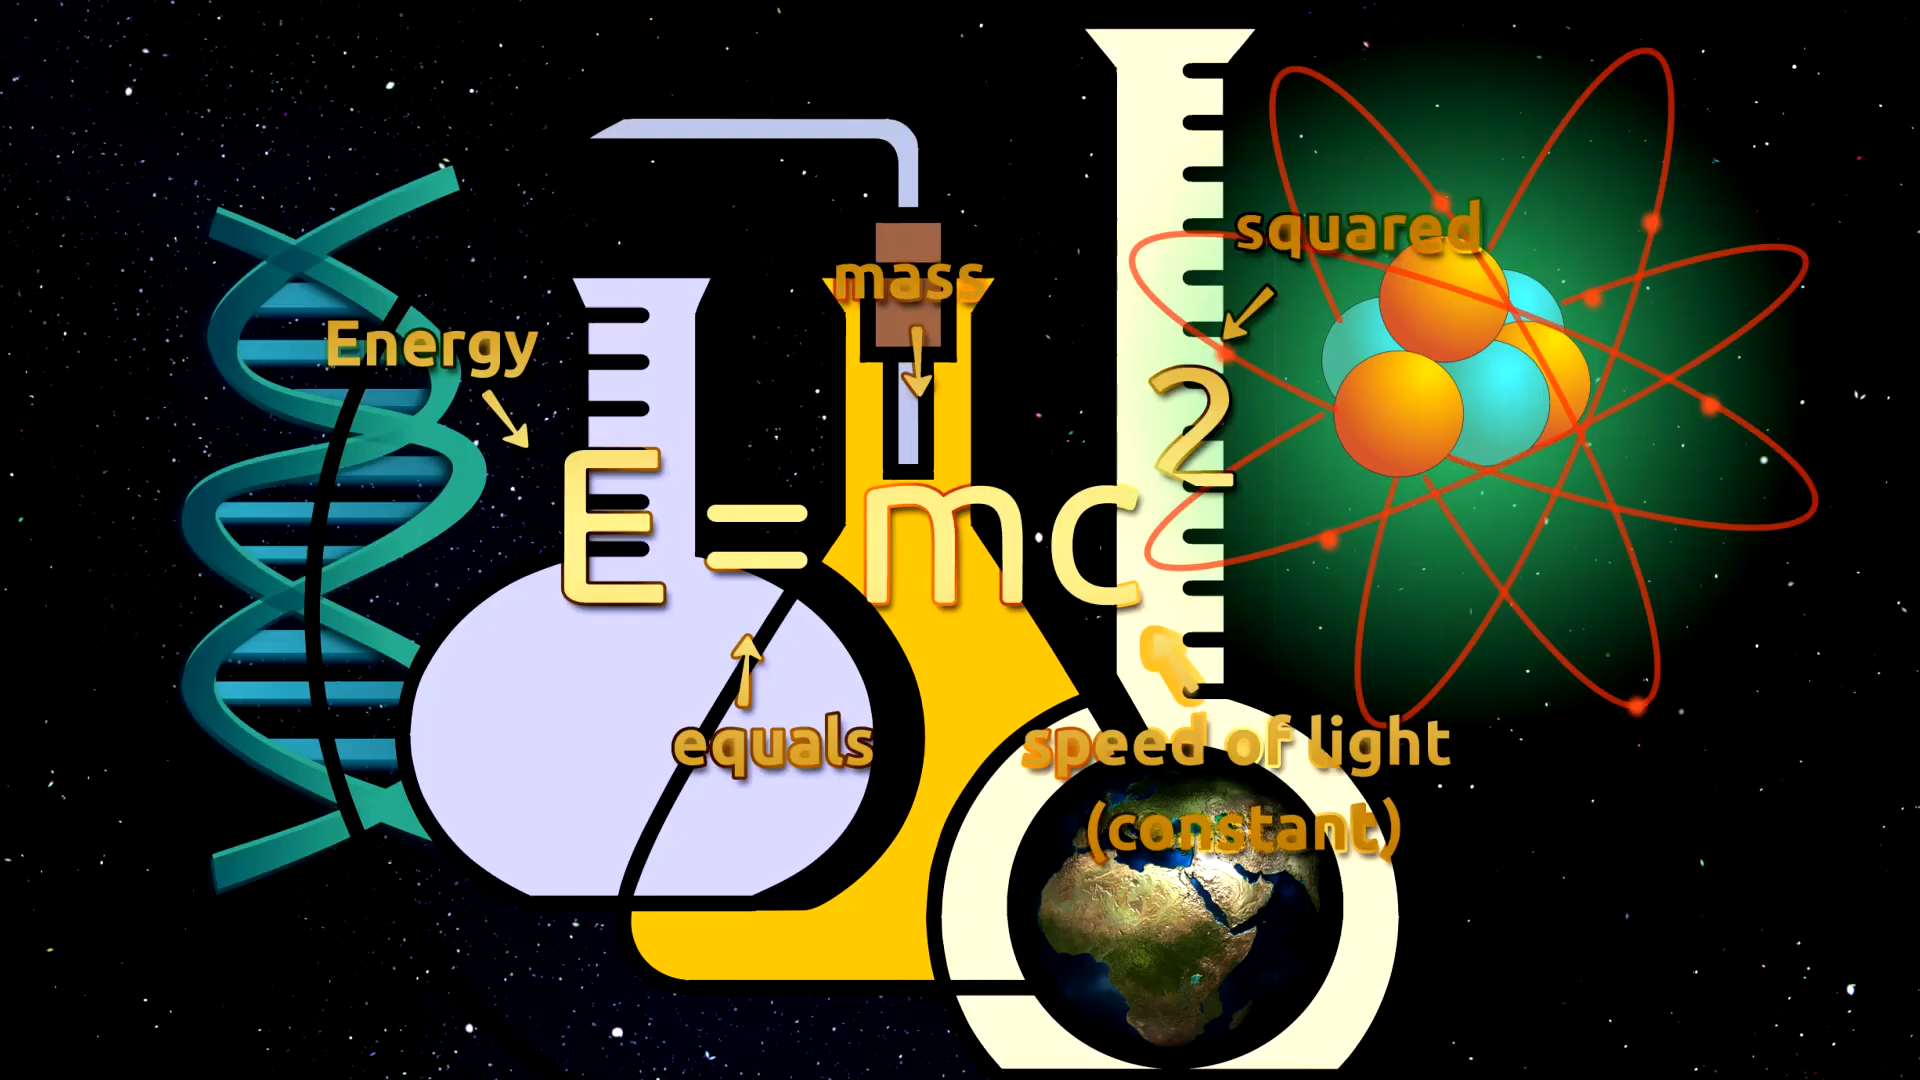 squared
mass
Energy
E=mc²
equals
speed of light
(constant)